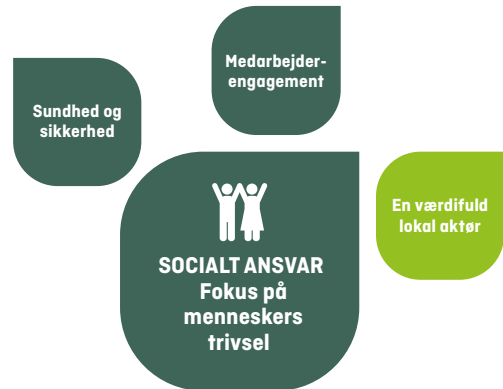 Medarbejder-
engagement
Sundhed og
sikkerhed
En værdifuld
lokal aktør
SOCIALT ANSVAR
Fokus på
menneskers
trivsel